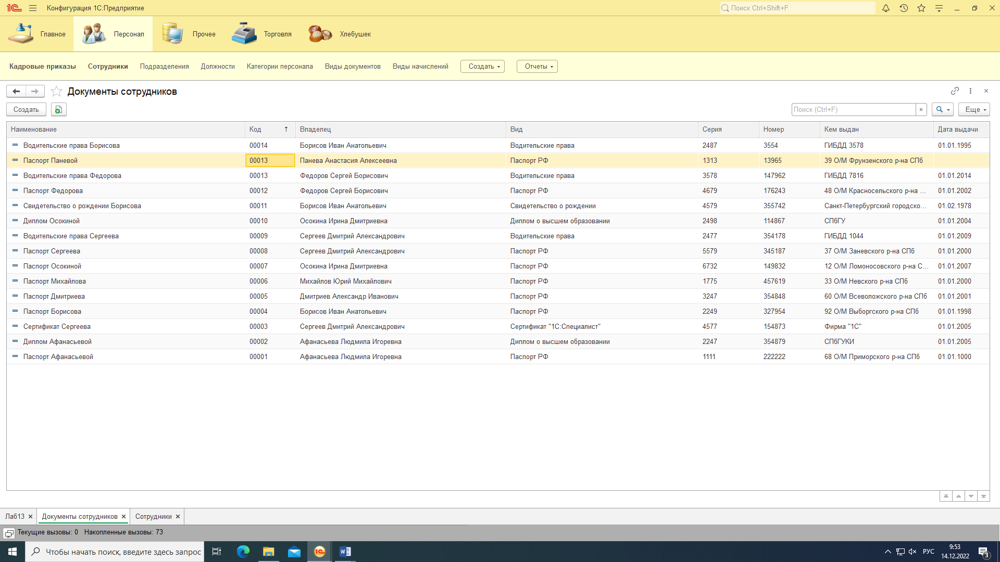 1С Конфигурация 1С:Предприятие Поиск Ctrl+Shift+F
Главное Персонал Прочее Торговля Хлебушек
Кадровые приказы Сотрудники Подразделения Должности Категории персонала Виды документов Виды начислений Создать Отчеты
Документы сотрудников
Создать Поиск (Ctrl+F) × Еще
Наименование Код ↑ Владелец Вид Серия Номер Кем выдан Дата выдачи
Водительские права Борисова 00014 Борисов Иван Анатольевич Водительские права 2487 3554 ГИБДД 3578 01.01.1995
Паспорт Паневой 00013 Панева Анастасия Алексеевна Паспорт РФ 1313 13965 39 О/М Фрунзенского р-на СПб
Водительские права Федорова 00013 Федоров Сергей Борисович Водительские права 3578 147962 ГИБДД 7816 01.01.2014
Паспорт Федорова 00012 Федоров Сергей Борисович Паспорт РФ 4679 176243 48 О/М Красносельского р-на ... 01.01.2002
Свидетельство о рождении Борисова 00011 Борисов Иван Анатольевич Свидетельство о рождении 4579 355742 Санкт-Петербургский городско... 01.02.1978
Диплом Осокиной 00010 Осокина Ирина Дмитриевна Диплом о высшем образовании 2498 114867 СПбГУ 01.01.2004
Водительские права Сергеева 00009 Сергеев Дмитрий Александрович Водительские права 2477 354178 ГИБДД 1044 01.01.2009
Паспорт Сергеева 00008 Сергеев Дмитрий Александрович Паспорт РФ 5579 345187 37 О/М Заневского р-на СПб 01.01.2000
Паспорт Осокиной 00007 Осокина Ирина Дмитриевна Паспорт РФ 6732 149832 12 О/М Ломоносовского р-на С... 01.01.2007
Паспорт Михайлова 00006 Михайлов Юрий Михайлович Паспорт РФ 1775 457619 33 О/М Невского р-на СПб 01.01.2000
Паспорт Дмитриева 00005 Дмитриев Александр Иванович Паспорт РФ 3247 354848 60 О/М Всеволожского р-на СПб 01.01.2001
Паспорт Борисова 00004 Борисов Иван Анатольевич Паспорт РФ 2249 327954 92 О/М Выборгского р-на СПб 01.01.1998
Сертификат Сергеева 00003 Сергеев Дмитрий Александрович Сертификат "1С:Специалист" 4577 154873 Фирма "1С" 01.01.2005
Диплом Афанасьевой 00002 Афанасьева Людмила Игоревна Диплом о высшем образовании 2247 354879 СПбГУКИ 01.01.2005
Паспорт Афанасьевой 00001 Афанасьева Людмила Игоревна Паспорт РФ 1111 222222 68 О/М Приморского р-на СПб 01.01.1000
Лаб13 × Документы сотрудников × Сотрудники ×
Текущие вызовы: 0 Накопленные вызовы: 73
Чтобы начать поиск, введите здесь запрос РУС 9:53
14.12.2022 3